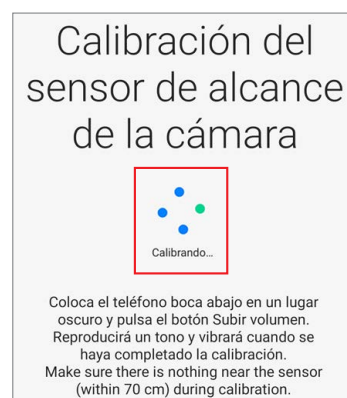 Calibración del
sensor de alcance
de la cámara
Calibrando...
Coloca el teléfono boca abajo en un lugar
oscuro y pulsa el botón Subir volumen.
Reproducirá un tono y vibrará cuando se
haya completado la calibración.
Make sure there is nothing near the sensor
(within 70 cm) during calibration.